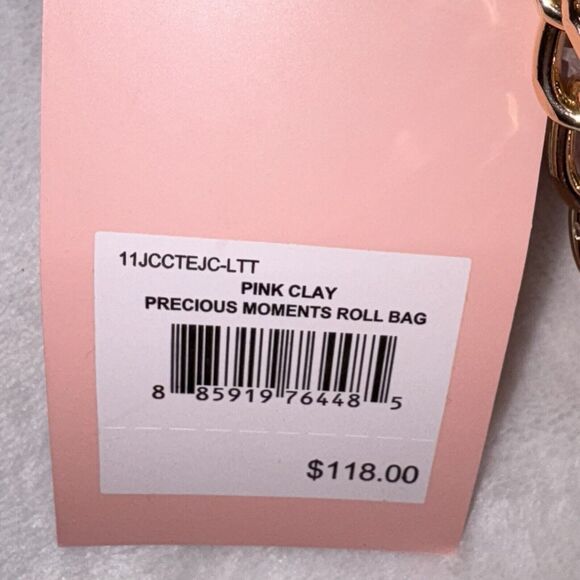 11JCCTEJC-LTT
PINK CLAY
PRECIOUS MOMENTS ROLL BAG
8 85919 76448 5
$118.00